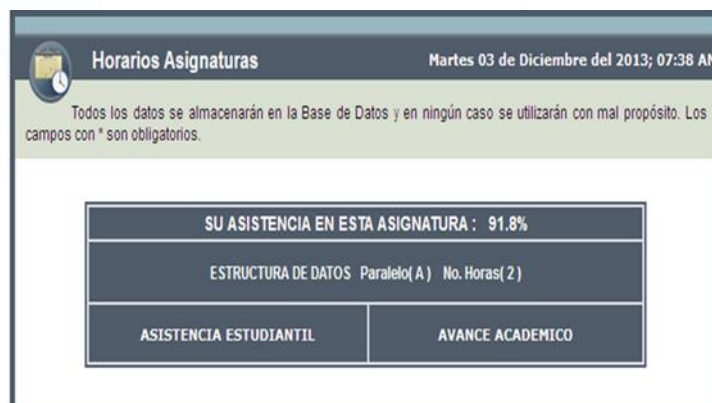 Horarios Asignaturas
Martes 03 de Diciembre del 2013; 07:38 AM
Todos los datos se almacenarán en la Base de Datos y en ningún caso se utilizarán con mal propósito. Los
campos con * son obligatorios.
SU ASISTENCIA EN ESTA ASIGNATURA : 91.8%
ESTRUCTURA DE DATOS Paralelo( A ) No. Horas( 2 )
ASISTENCIA ESTUDIANTIL
AVANCE ACADEMICO